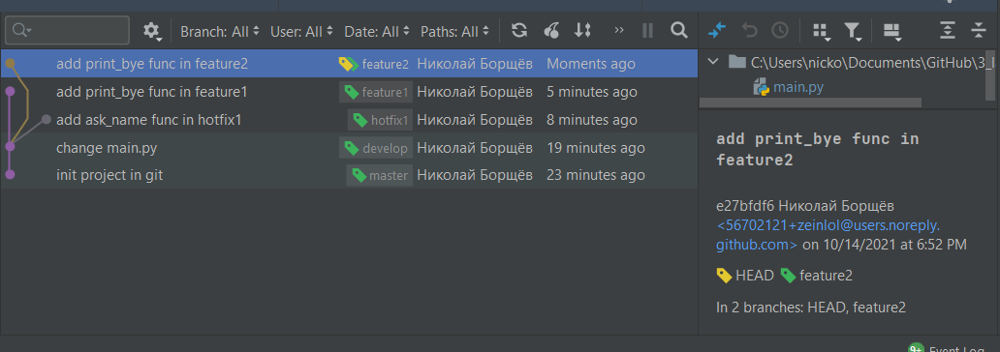 Branch: All User: All Date: All Paths: All
add print_bye func in feature2 feature2 Николай Борщёв Moments ago
add print_bye func in feature1 feature1 Николай Борщёв 5 minutes ago
add ask_name func in hotfix1 hotfix1 Николай Борщёв 8 minutes ago
change main.py develop Николай Борщёв 19 minutes ago
init project in git master Николай Борщёв 23 minutes ago
C:\Users\nicko\Documents\GitHub\3_
main.py
add print_bye func in
feature2
e27bfdf6 Николай Борщёв
<56702121+zeinlol@users.noreply.
github.com> on 10/14/2021 at 6:52 PM
HEAD feature2
In 2 branches: HEAD, feature2
9+ Event Log